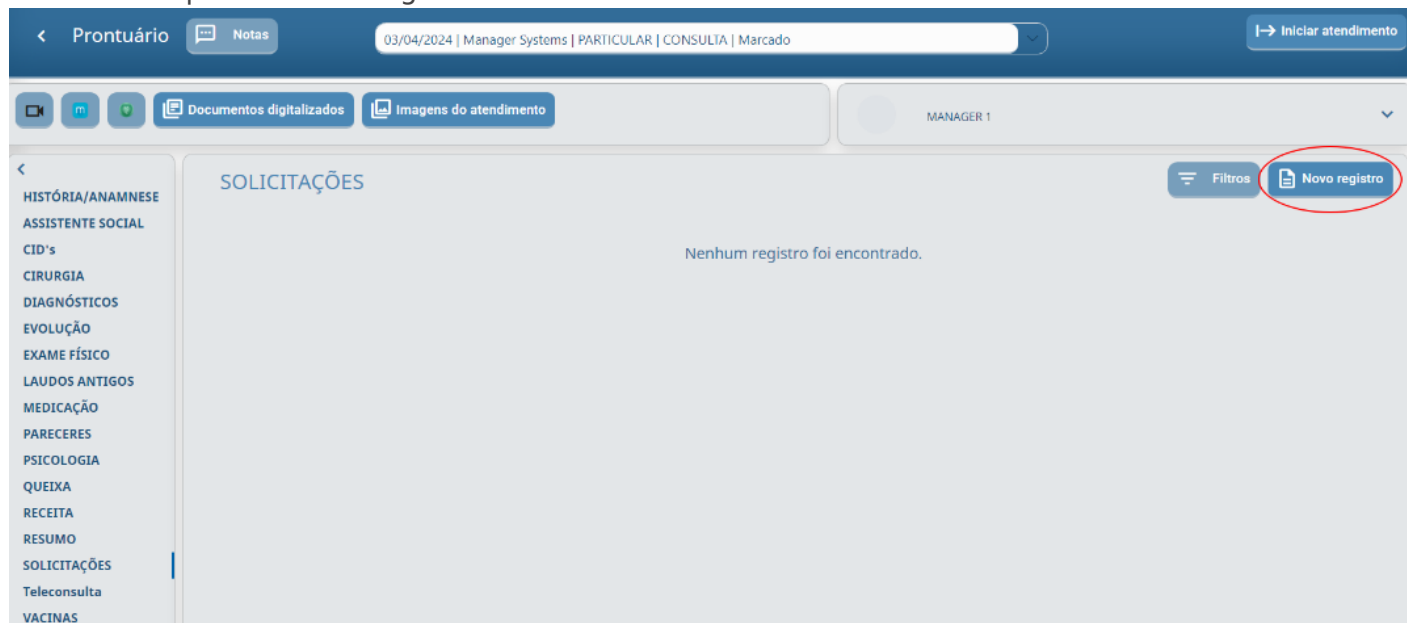 Prontuário
Notas
03/04/2024 | Manager Systems | PARTICULAR | CONSULTA | Marcado
Iniciar atendimento
m
Documentos digitalizados
Imagens do atendimento
MANAGER 1
HISTÓRIA/ANAMNESE
ASSISTENTE SOCIAL
CID's
CIRURGIA
DIAGNÓSTICOS
EVOLUÇÃO
EXAME FÍSICO
LAUDOS ANTIGOS
MEDICAÇÃO
PARECERES
PSICOLOGIA
QUEIXA
RECEITA
RESUMO
SOLICITAÇÕES
Teleconsulta
VACINAS
SOLICITAÇÕES
Filtros
Novo registro
Nenhum registro foi encontrado.